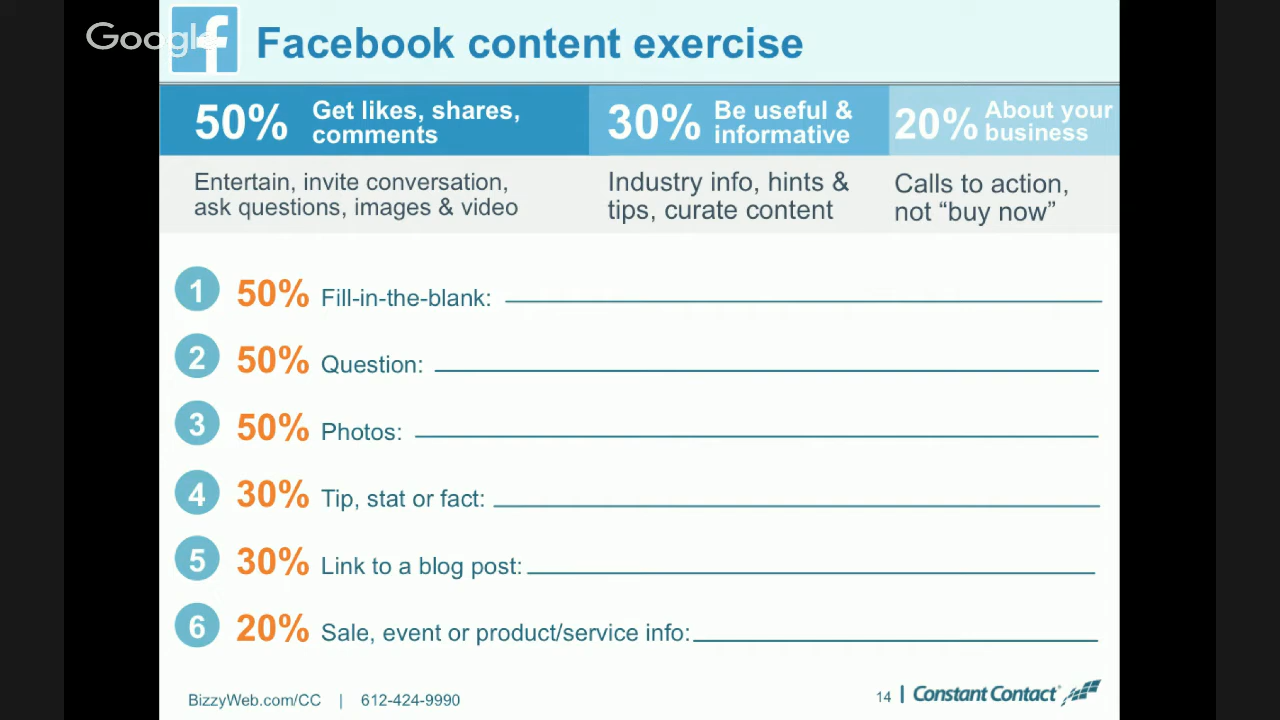 Google
Facebook content exercise
50% Get likes, shares,
comments
30% Be useful &
informative
20% About your
business
Entertain, invite conversation,
ask questions, images & video
Industry info, hints &
tips, curate content
Calls to action,
not “buy now”
1 50% Fill-in-the-blank:
2 50% Question:
3 50% Photos:
4 30% Tip, stat or fact:
5 30% Link to a blog post:
6 20% Sale, event or product/service info:
BizzyWeb.com/CC | 612-424-9990
14 | Constant Contact®